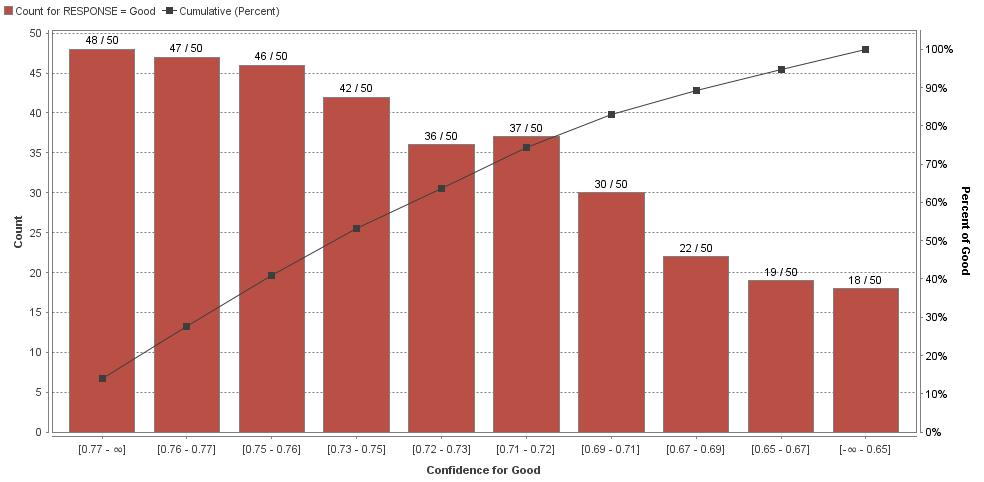 Count for RESPONSE = Good Cumulative (Percent)
50
45
40
35
30
25
20
15
10
5
0
Count
48 / 50
47 / 50
46 / 50
42 / 50
36 / 50
37 / 50
30 / 50
22 / 50
19 / 50
18 / 50
100%
90%
80%
70%
60%
50%
40%
30%
20%
10%
0%
Percent of Good
[0.77 - ∞] [0.76 - 0.77] [0.75 - 0.76] [0.73 - 0.75] [0.72 - 0.73] [0.71 - 0.72] [0.69 - 0.71] [0.67 - 0.69] [0.65 - 0.67] [-∞ - 0.65]
Confidence for Good